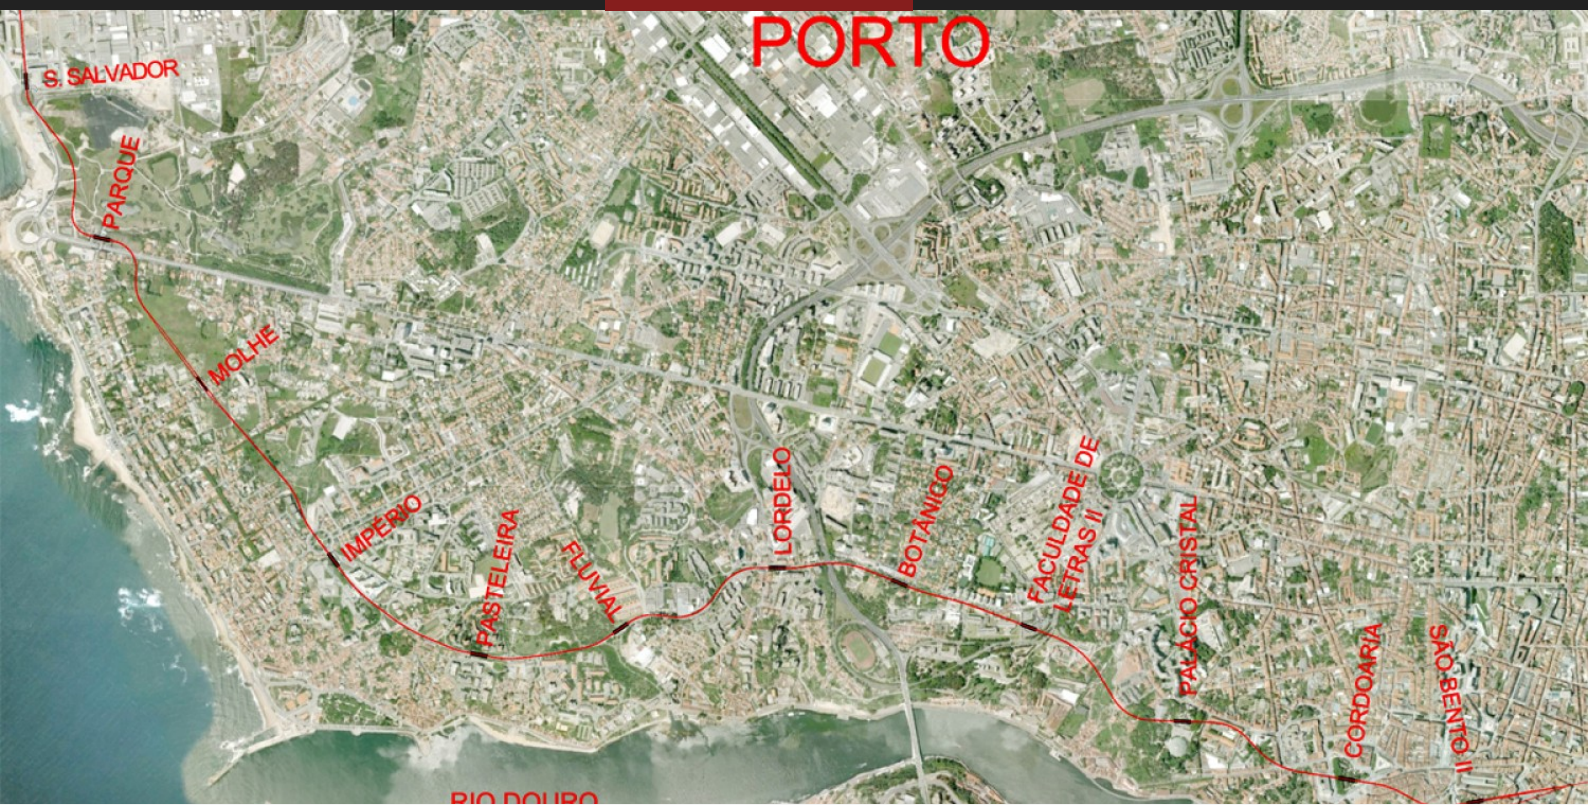 PORTO
S. SALVADOR
PARQUE
MOLHE
IMPÉRIO
PASTELEIRA
FLUVIAL
LORDELO
BOTÂNICO
FACULDADE DE
LETRAS II
PALÁCIO CRISTAL
CORDOARIA
SÃO BENTO II
RIO DOURO